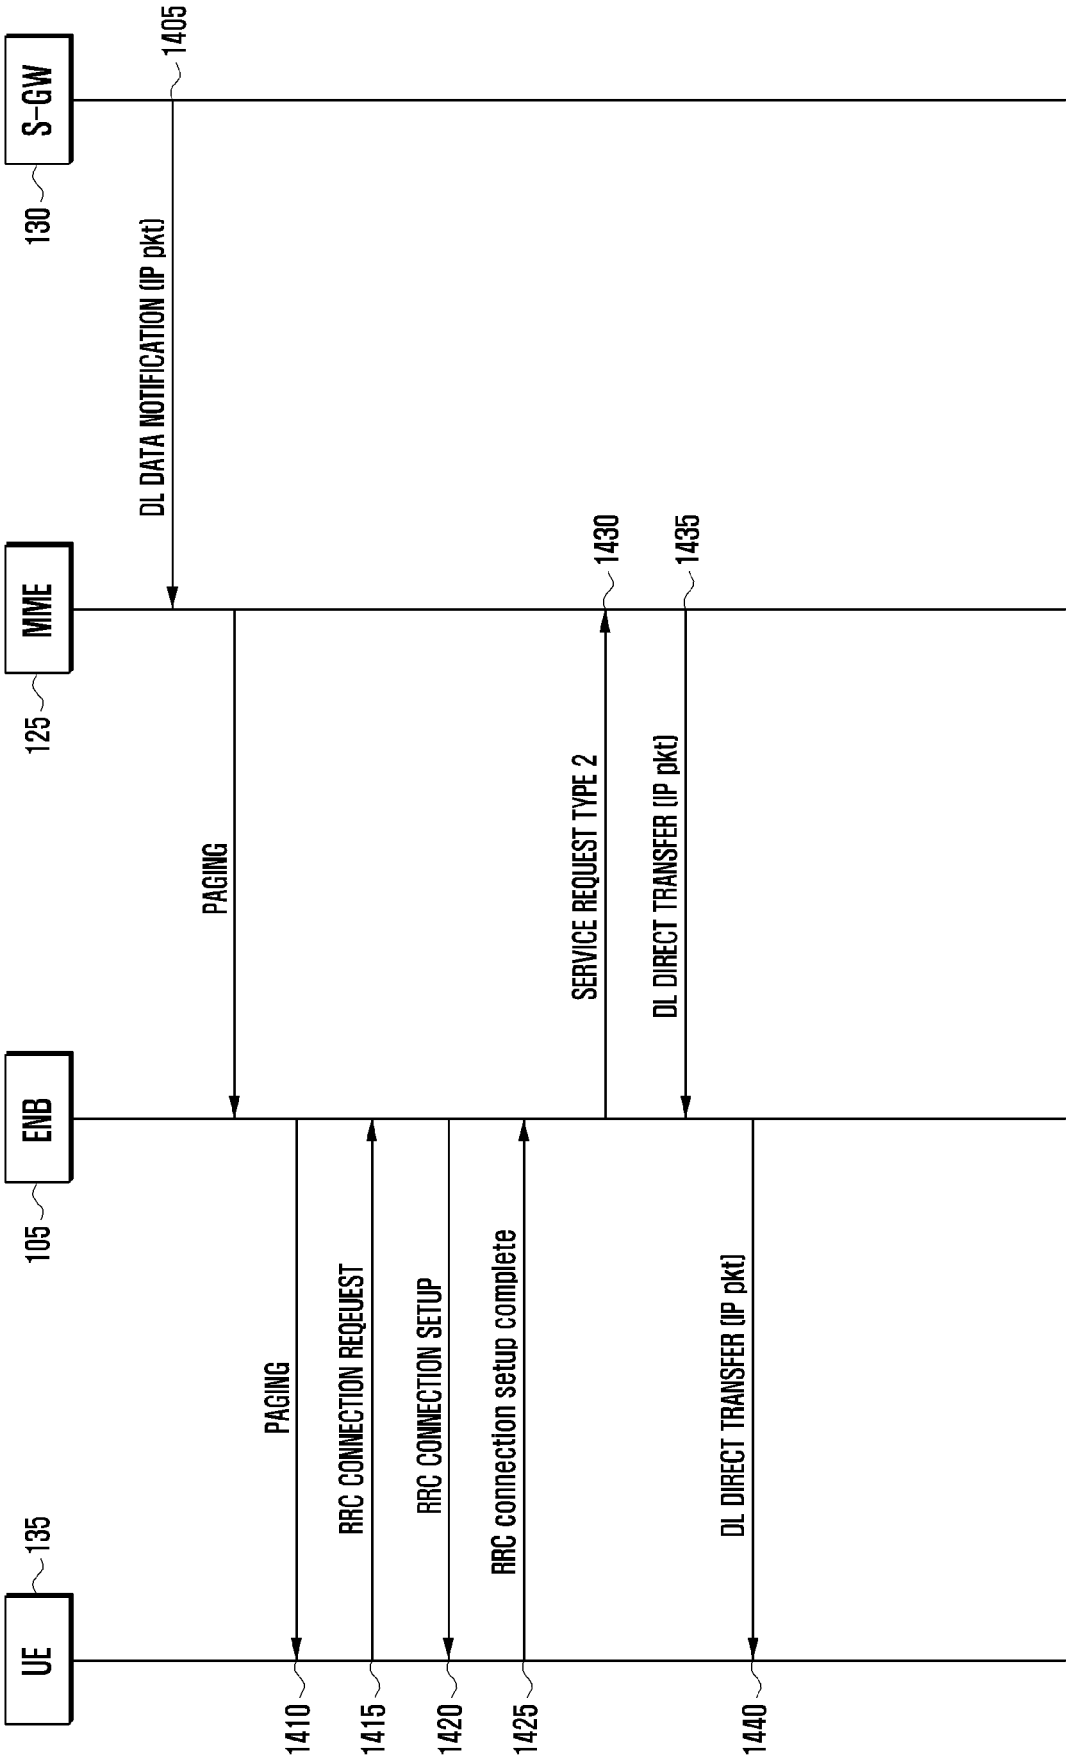 UE
135
ENB
105
MME
125
S-GW
130
DL DATA NOTIFICATION (IP pkt)
1405
PAGING
PAGING
1410
RRC CONNECTION REQEUEST
1415
RRC CONNECTION SETUP
1420
RRC connection setup complete
1425
SERVICE REQUEST TYPE 2
1430
DL DIRECT TRANSFER (IP pkt)
1435
DL DIRECT TRANSFER (IP pkt)
1440